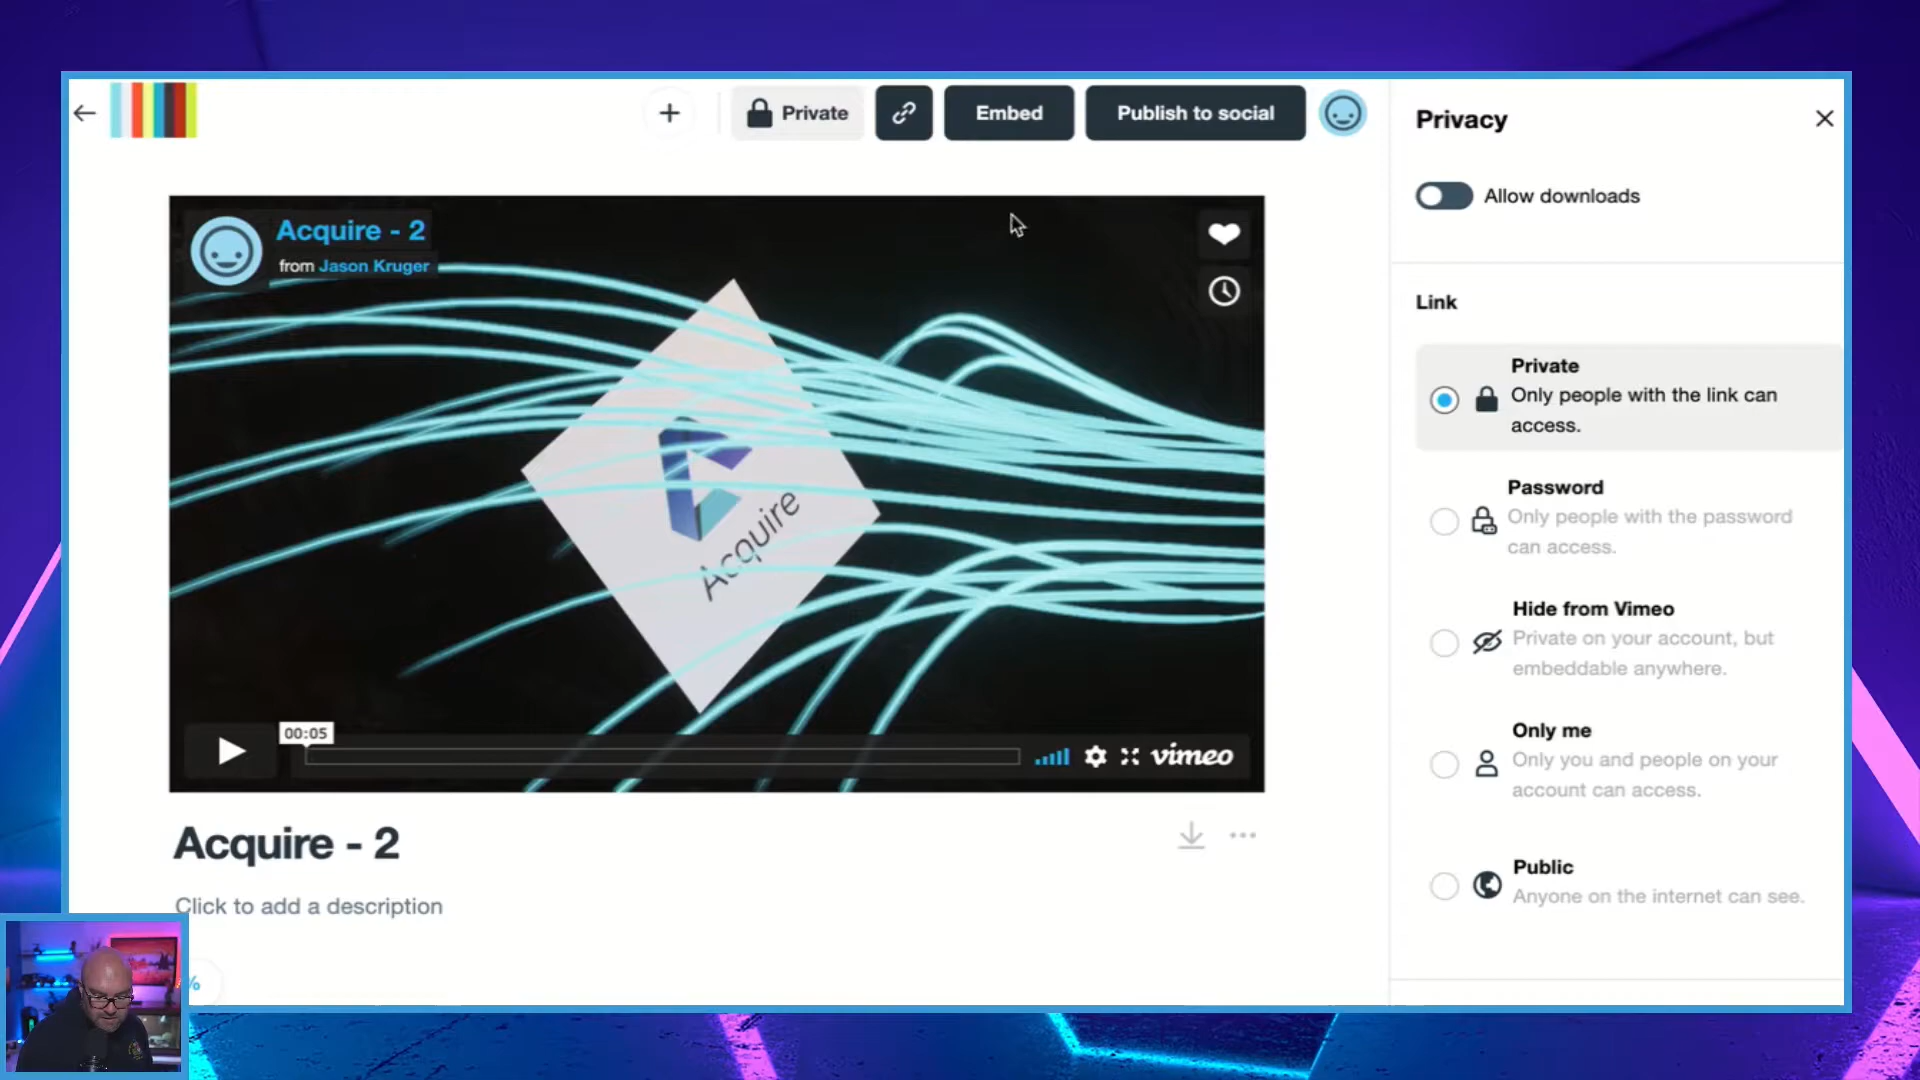 Private
Embed
Publish to social
Privacy
Allow downloads
Acquire - 2
from Jason Kruger
Link
Private
Only people with the link can
access.
Password
Only people with the password
can access.
Hide from Vimeo
Private on your account, but
embeddable anywhere.
Only me
Only you and people on your
account can access.
Public
Anyone on the internet can see.
Acquire
00:05
vimeo
Acquire - 2
Click to add a description
%